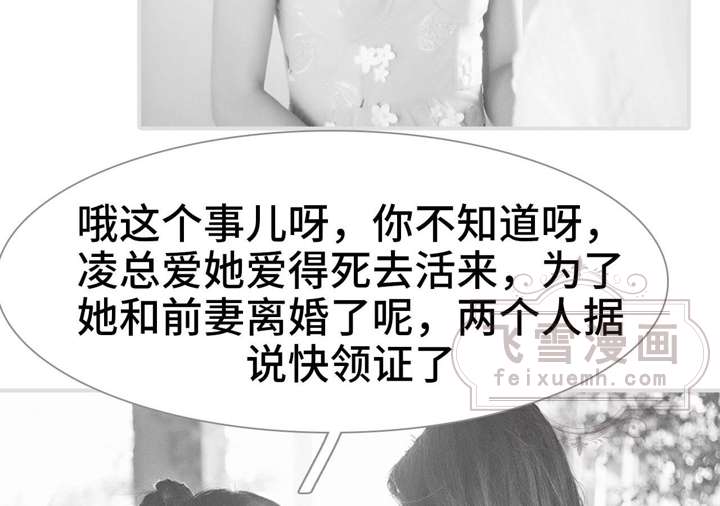 哦这个事儿呀，你不知道呀，
凌总爱她爱得死去活来，为了
她和前妻离婚了呢，两个人据
说快领证了
飞雪漫画
feixuemh.com